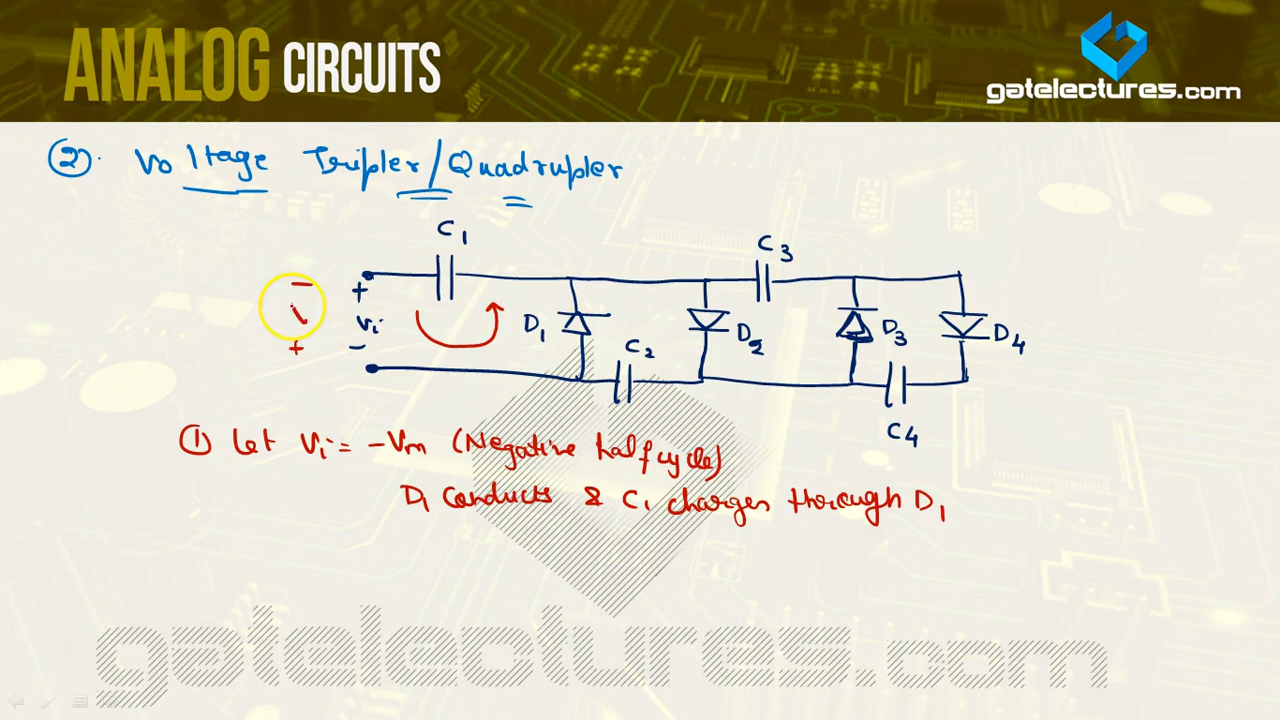 ANALOG CIRCUITS
gatelectures.com
②. Voltage Tripler/Quadrupler
C1
C3
- +
Vi D1 D2 D3 D4
+ -
C2
C4
① Let Vi = -Vm (Negative half cycle)
D1 conducts & C1 charges through D1
gatelectures.com